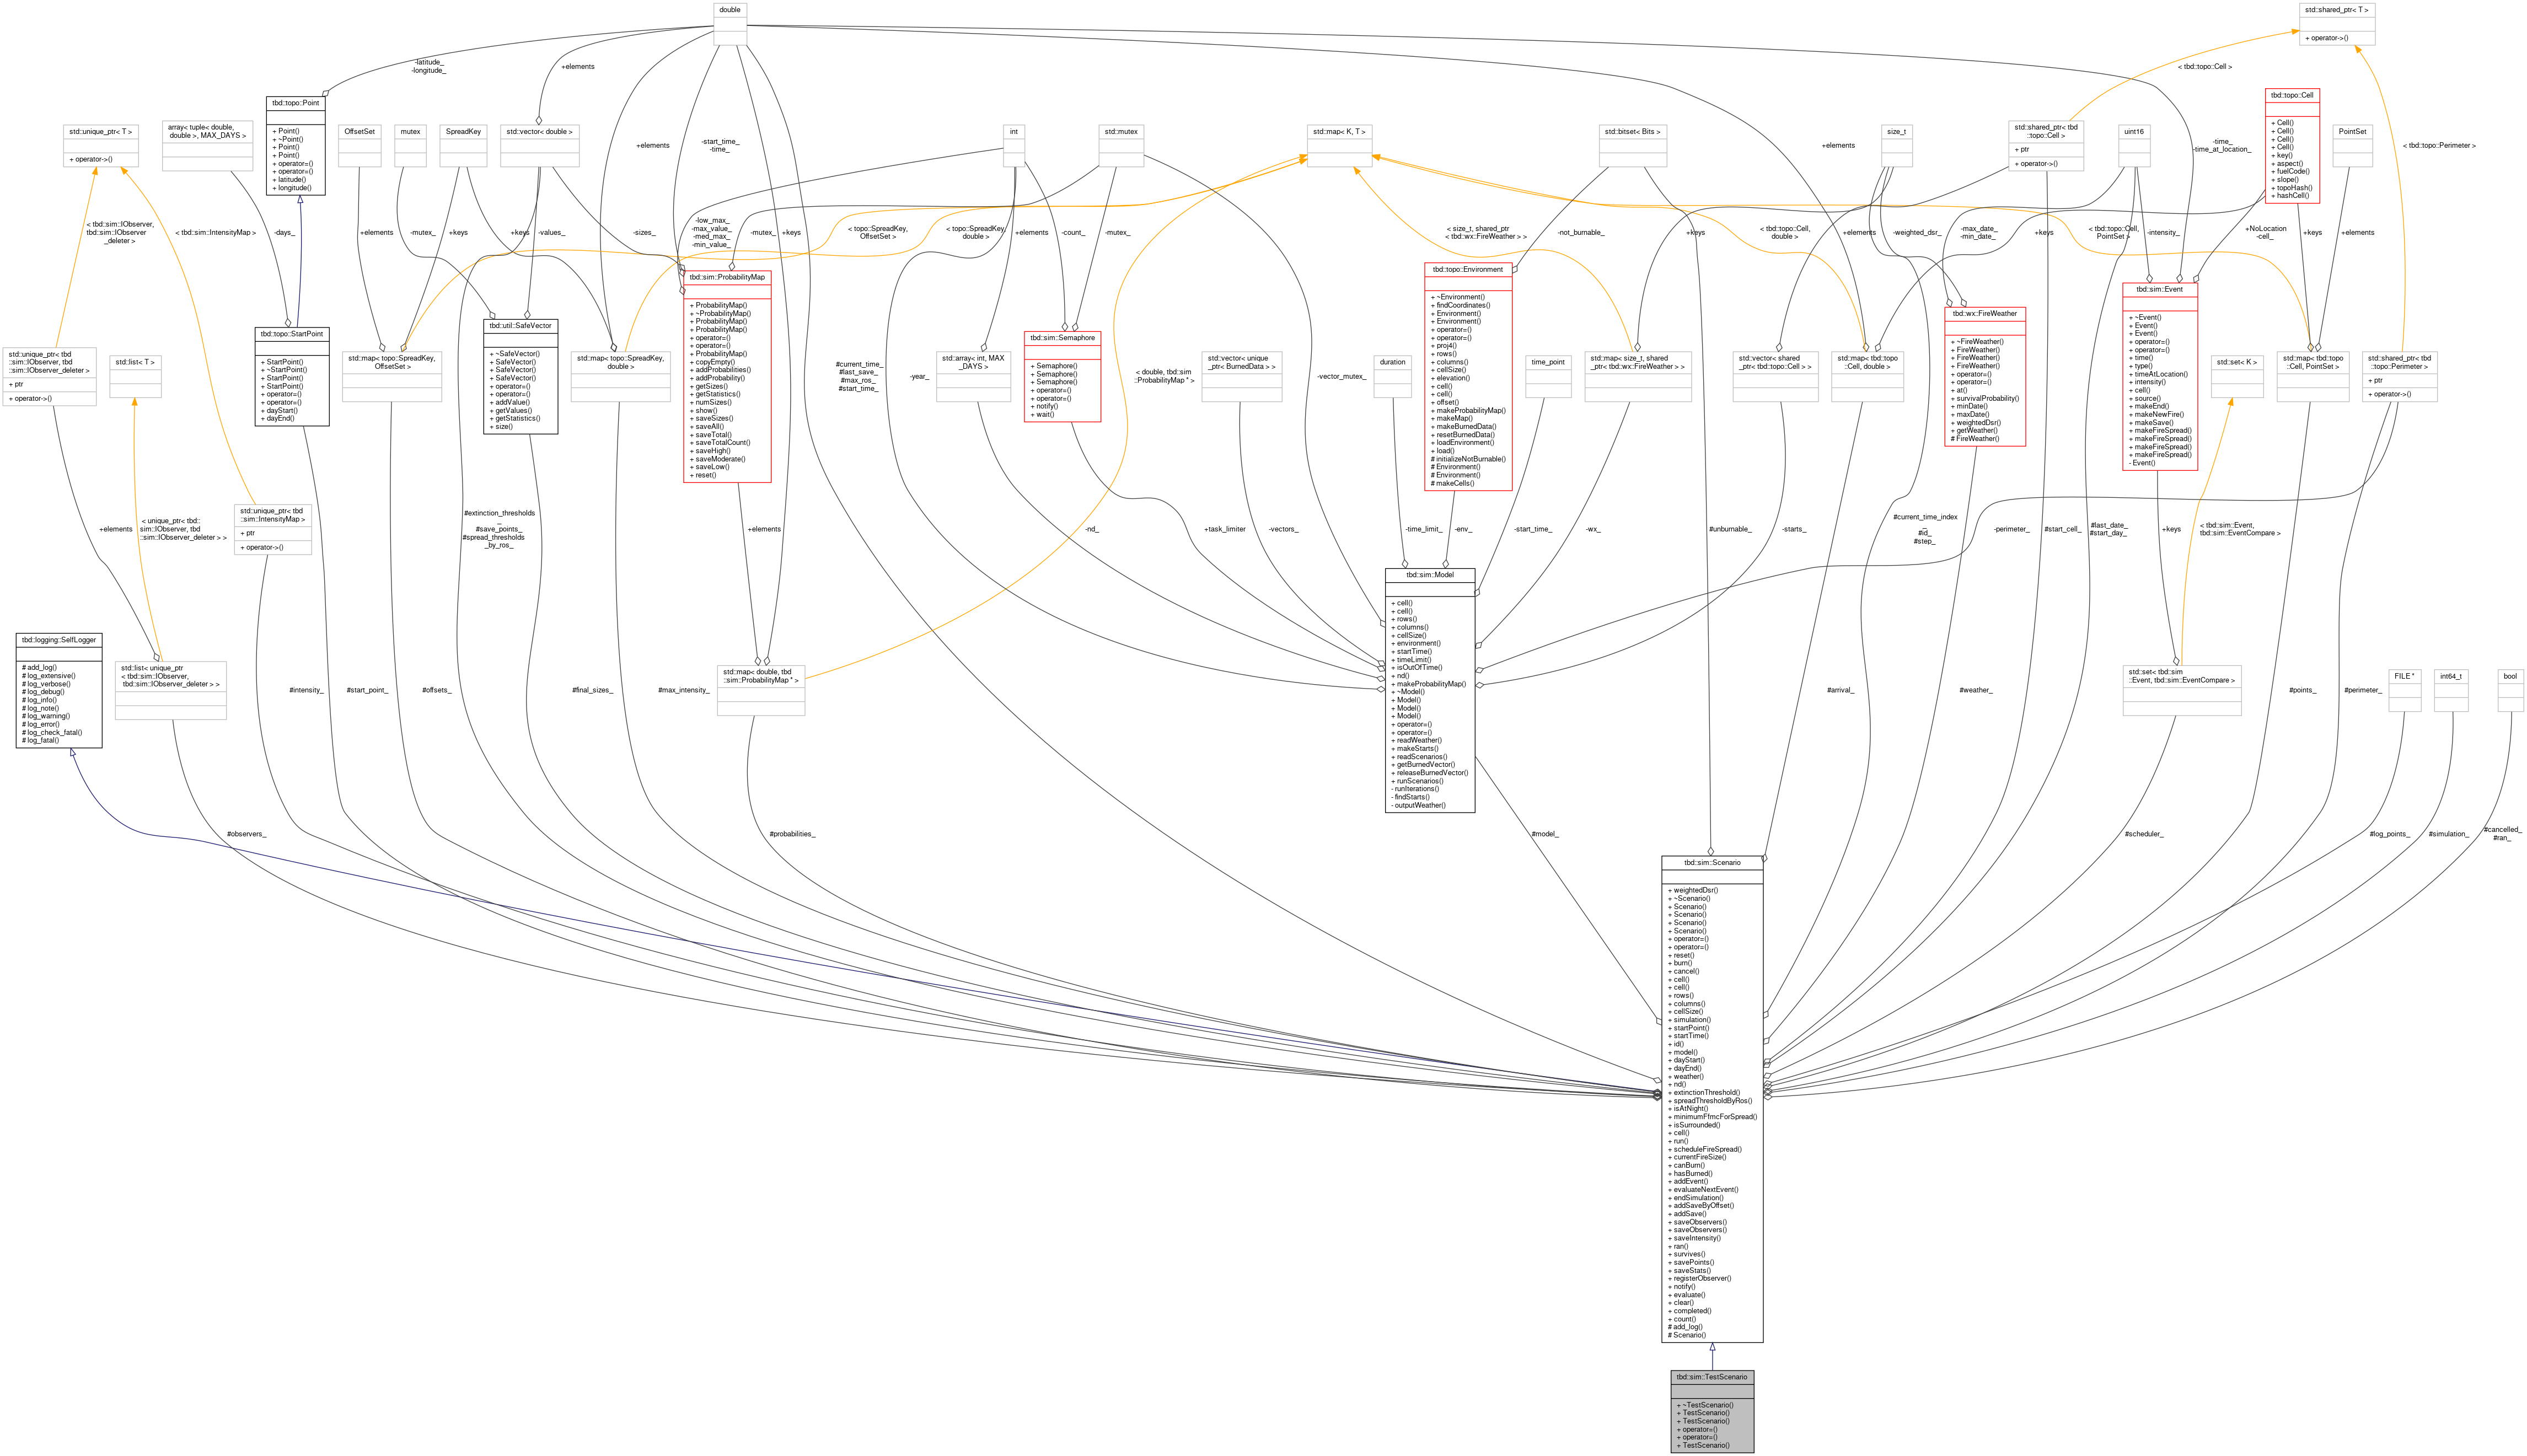 double
std::shared_ptr< T >
+ operator->()
-latitude_
-longitude_
+elements
< tbd::topo::Cell >
tbd::topo::Point
+ Point()
+ ~Point()
+ Point()
+ Point()
+ operator=()
+ operator=()
+ latitude()
+ longitude()
tbd::topo::Cell
+ Cell()
+ Cell()
+ Cell()
+ Cell()
+ key()
+ aspect()
+ fuelCode()
+ slope()
+ topoHash()
+ hashCell()
std::unique_ptr< T >
+ operator->()
array< tuple< double,
double >, MAX_DAYS >
OffsetSet
mutex
SpreadKey
std::vector< double >
+elements
-start_time_
-time_
int
std::mutex
std::map< K, T >
std::bitset< Bits >
+elements
size_t
std::shared_ptr< tbd
::topo::Cell >
+ ptr
+ operator->()
uint16
-time_
-time_at_location_
PointSet
< tbd::topo::Perimeter >
< tbd::sim::IObserver,
tbd::sim::IObserver
_deleter >
< tbd::sim::IntensityMap >
-days_
+elements
-mutex_
+keys
+keys
-values_
-sizes_
-low_max_
-max_value_
-med_max_
-min_value_
-mutex_
+keys
< topo::SpreadKey,
OffsetSet >
< topo::SpreadKey,
double >
+elements
-count_
-mutex_
< size_t, shared_ptr
< tbd::wx::FireWeather > >
-not_burnable_
+keys
< tbd::topo::Cell,
double >
+elements
-weighted_dsr_
-max_date_
-min_date_
+keys
< tbd::topo::Cell,
PointSet >
-intensity_
+NoLocation
-cell_
+keys
+elements
tbd::topo::StartPoint
+ StartPoint()
+ ~StartPoint()
+ StartPoint()
+ StartPoint()
+ operator=()
+ operator=()
+ dayStart()
+ dayEnd()
tbd::util::SafeVector
+ ~SafeVector()
+ SafeVector()
+ SafeVector()
+ SafeVector()
+ operator=()
+ operator=()
+ addValue()
+ getValues()
+ getStatistics()
+ size()
tbd::sim::ProbabilityMap
+ ProbabilityMap()
+ ~ProbabilityMap()
+ ProbabilityMap()
+ ProbabilityMap()
+ operator=()
+ operator=()
+ ProbabilityMap()
+ copyEmpty()
+ addProbabilities()
+ addProbability()
+ getSizes()
+ getStatistics()
+ numSizes()
+ show()
+ saveSizes()
+ saveAll()
+ saveTotal()
+ saveTotalCount()
+ saveHigh()
+ saveModerate()
+ saveLow()
+ reset()
tbd::sim::Semaphore
+ Semaphore()
+ Semaphore()
+ Semaphore()
+ operator=()
+ operator=()
+ notify()
+ wait()
tbd::topo::Environment
+ ~Environment()
+ findCoordinates()
+ Environment()
+ Environment()
+ operator=()
+ operator=()
+ proj4()
+ rows()
+ columns()
+ cellSize()
+ elevation()
+ cell()
+ cell()
+ offset()
+ makeProbabilityMap()
+ makeMap()
+ makeBurnedData()
+ resetBurnedData()
+ loadEnvironment()
+ load()
# initializeNotBurnable()
# Environment()
# Environment()
# makeCells()
tbd::wx::FireWeather
+ ~FireWeather()
+ FireWeather()
+ FireWeather()
+ FireWeather()
+ operator=()
+ operator=()
+ at()
+ survivalProbability()
+ minDate()
+ maxDate()
+ weightedDsr()
+ getWeather()
# FireWeather()
tbd::sim::Event
+ ~Event()
+ Event()
+ Event()
+ operator=()
+ operator=()
+ time()
+ type()
+ timeAtLocation()
+ intensity()
+ cell()
+ source()
+ makeEnd()
+ makeNewFire()
+ makeSave()
+ makeFireSpread()
+ makeFireSpread()
+ makeFireSpread()
+ makeFireSpread()
- Event()
std::unique_ptr< tbd
::sim::IObserver, tbd
::sim::IObserver_deleter >
+ ptr
+ operator->()
std::list< T >
std::map< topo::SpreadKey,
OffsetSet >
std::map< topo::SpreadKey,
double >
#current_time_
#last_save_
#max_ros_
#start_time_
-year_
std::array< int, MAX
_DAYS >
< double, tbd::sim
::ProbabilityMap * >
std::vector< unique
_ptr< BurnedData > >
-vector_mutex_
duration
time_point
std::map< size_t, shared
_ptr< tbd::wx::FireWeather > >
std::vector< shared
_ptr< tbd::topo::Cell > >
std::map< tbd::topo
::Cell, double >
std::set< K >
std::map< tbd::topo
::Cell, PointSet >
std::shared_ptr< tbd
::topo::Perimeter >
+ ptr
+ operator->()
std::unique_ptr< tbd
::sim::IntensityMap >
+ ptr
+ operator->()
+elements
< unique_ptr< tbd::
sim::IObserver, tbd
::sim::IObserver_deleter > >
#extinction_thresholds
_
#save_points_
#spread_thresholds
_by_ros_
+elements
-nd_
+task_limiter
-vectors_
-time_limit_
-env_
-start_time_
-wx_
#unburnable_
-starts_
#current_time_index
_
#id_
#step_
-perimeter_
#start_cell_
#last_date_
#start_day_
+keys
< tbd::sim::Event,
tbd::sim::EventCompare >
tbd::sim::Model
+ cell()
+ cell()
+ rows()
+ columns()
+ cellSize()
+ environment()
+ startTime()
+ timeLimit()
+ isOutOfTime()
+ nd()
+ makeProbabilityMap()
+ ~Model()
+ Model()
+ Model()
+ Model()
+ operator=()
+ operator=()
+ readWeather()
+ makeStarts()
+ readScenarios()
+ getBurnedVector()
+ releaseBurnedVector()
+ runScenarios()
- runIterations()
- findStarts()
- outputWeather()
tbd::logging::SelfLogger
# add_log()
# log_extensive()
# log_verbose()
# log_debug()
# log_info()
# log_note()
# log_warning()
# log_error()
# log_check_fatal()
# log_fatal()
std::list< unique_ptr
< tbd::sim::IObserver,
tbd::sim::IObserver_deleter > >
#intensity_
#start_point_
#offsets_
#final_sizes_
#max_intensity_
std::map< double, tbd
::sim::ProbabilityMap * >
#arrival_
#weather_
std::set< tbd::sim
::Event, tbd::sim::EventCompare >
#points_
#perimeter_
FILE *
int64_t
bool
#observers_
#probabilities_
#model_
#scheduler_
#log_points_
#simulation_
#cancelled_
#ran_
tbd::sim::Scenario
+ weightedDsr()
+ ~Scenario()
+ Scenario()
+ Scenario()
+ Scenario()
+ Scenario()
+ operator=()
+ operator=()
+ reset()
+ burn()
+ cancel()
+ cell()
+ cell()
+ rows()
+ columns()
+ cellSize()
+ simulation()
+ startPoint()
+ startTime()
+ id()
+ model()
+ dayStart()
+ dayEnd()
+ weather()
+ nd()
+ extinctionThreshold()
+ spreadThresholdByRos()
+ isAtNight()
+ minimumFfmcForSpread()
+ isSurrounded()
+ cell()
+ run()
+ scheduleFireSpread()
+ currentFireSize()
+ canBurn()
+ hasBurned()
+ addEvent()
+ evaluateNextEvent()
+ endSimulation()
+ addSaveByOffset()
+ addSave()
+ saveObservers()
+ saveObservers()
+ saveIntensity()
+ ran()
+ survives()
+ savePoints()
+ saveStats()
+ registerObserver()
+ notify()
+ evaluate()
+ clear()
+ completed()
+ count()
# add_log()
# Scenario()
tbd::sim::TestScenario
+ ~TestScenario()
+ TestScenario()
+ TestScenario()
+ operator=()
+ operator=()
+ TestScenario()